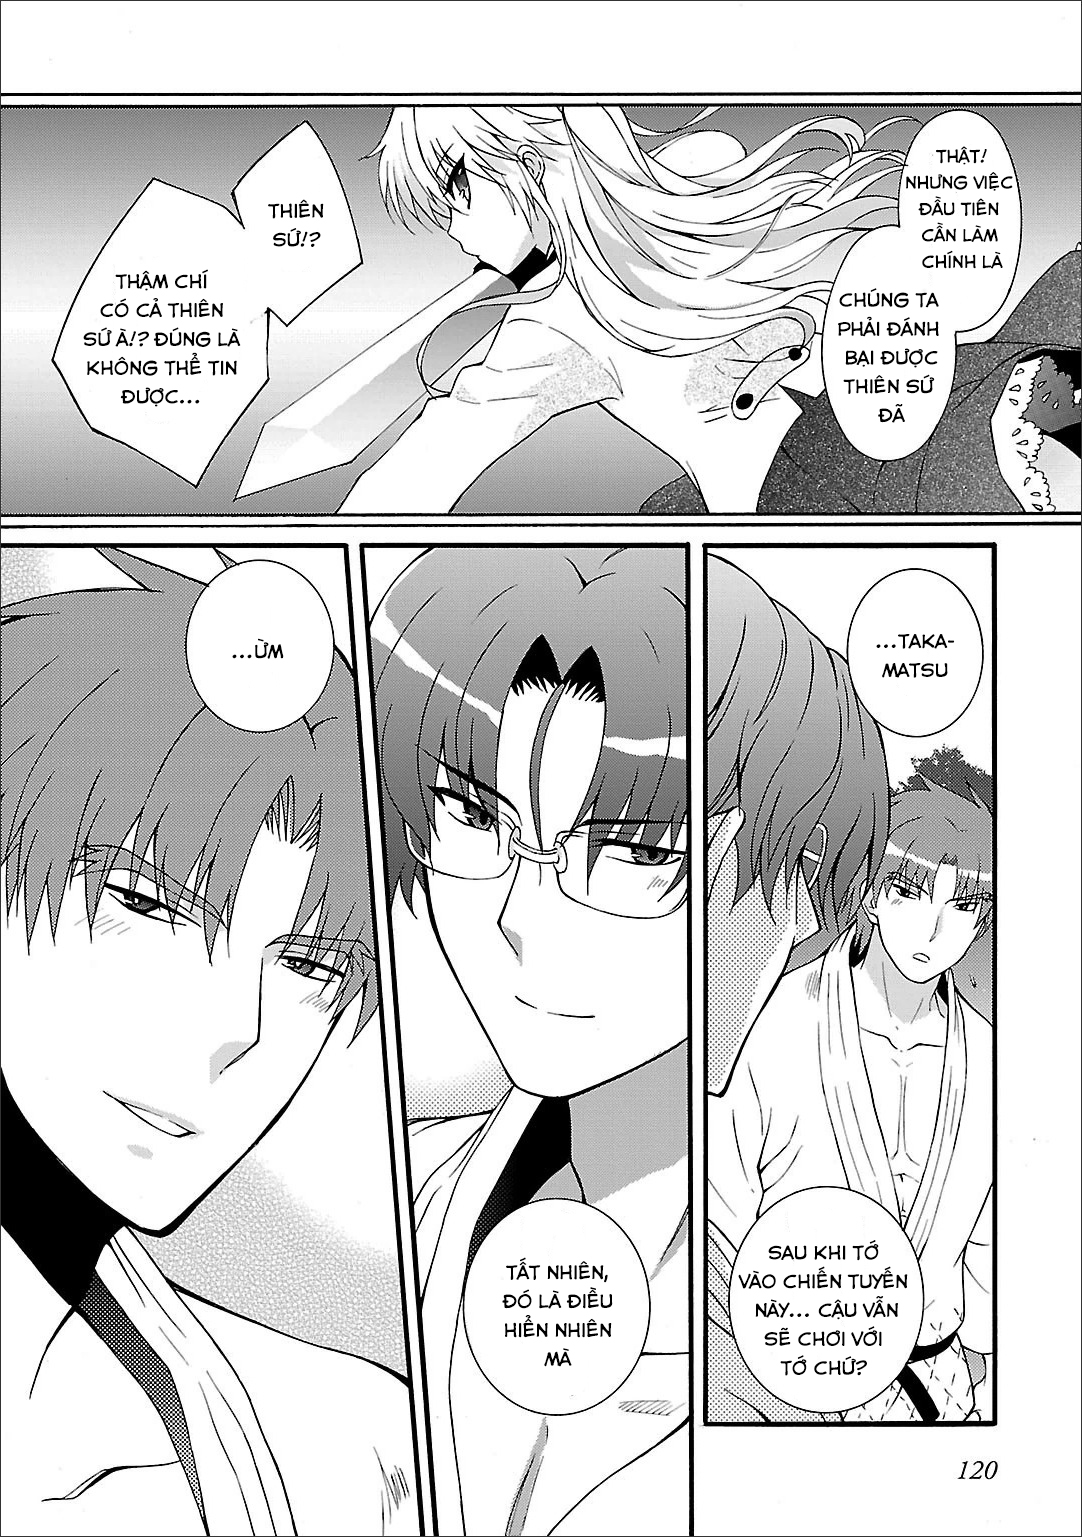 THẬT!
NHƯNG VIỆC
ĐẦU TIÊN
CẦN LÀM
CHÍNH LÀ
CHÚNG TA
PHẢI ĐÁNH
BẠI ĐƯỢC
THIÊN SỨ
ĐÃ
THIÊN
SỨ!?
THẬM CHÍ
CÓ CẢ THIÊN
SỨ À!? ĐÚNG LÀ
KHÔNG THỂ TIN
ĐƯỢC...
...TAKA-
MATSU
SAU KHI TỚ
VÀO CHIẾN TUYẾN
NÀY... CẬU VẪN
SẼ CHƠI VỚI
TỚ CHỨ?
TẤT NHIÊN,
ĐÓ LÀ ĐIỀU
HIỂN NHIÊN
MÀ
...ỪM
120